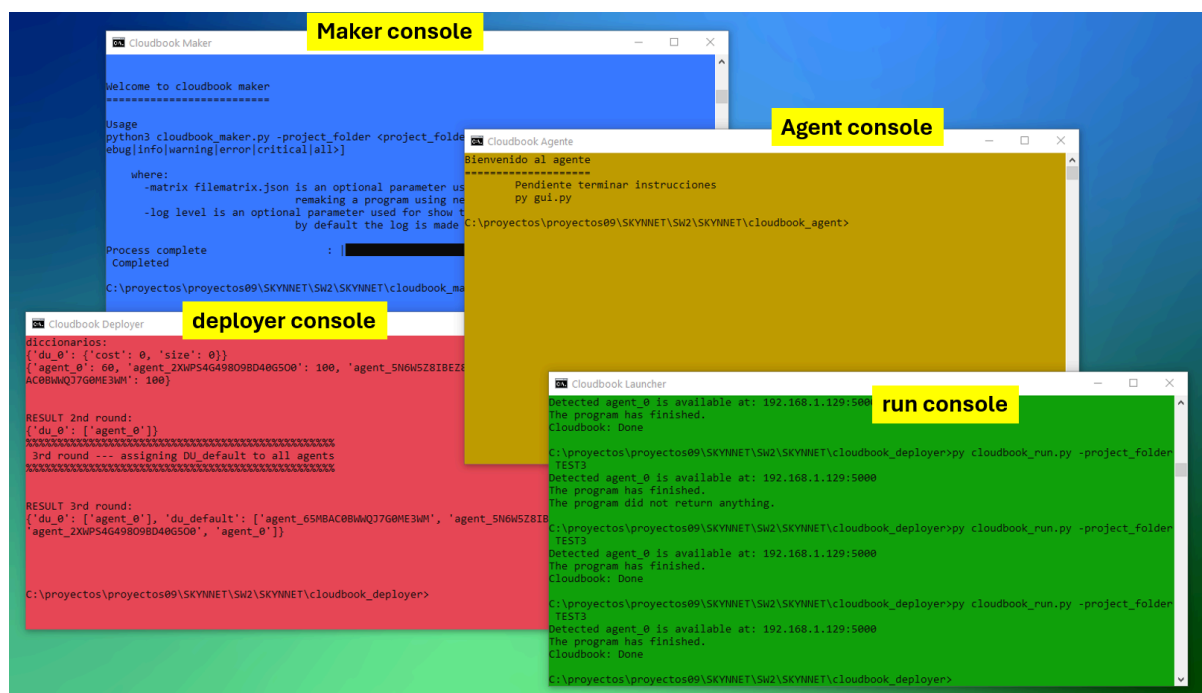 Maker console
Cloudbook Maker
Welcome to cloudbook maker
==========================
Usage
python3 cloudbook_maker.py -project_folder <project_folde
ebug|info|warning|error|critical|all>]
where:
-matrix filematrix.json is an optional parameter us
remaking a program using ne
-log level is an optional parameter used for show t
by default the log is made
Process complete : |
Completed
C:\proyectos\proyectos09\SKYNNET\SW2\SKYNNET\cloudbook_ma
Agent console
Cloudbook Agente
Bienvenido al agente
====================
Pendiente terminar instrucciones
py gui.py
C:\proyectos\proyectos09\SKYNNET\SW2\SKYNNET\cloudbook_agent>
deployer console
Cloudbook Deployer
diccionarios:
{'du_0': {'cost': 0, 'size': 0}}
{'agent_0': 60, 'agent_2XWPS4G498O9BD40G5O0': 100, 'agent_5N6W5Z8IBEZ8
AC0BWWQJ7G0ME3WM': 100}
RESULT 2nd round:
{'du_0': ['agent_0']}
%%%%%%%%%%%%%%%%%%%%%%%%%%%%%%%%%%%%%%%%%%%%%%%%%
3rd round --- assigning DU_default to all agents
%%%%%%%%%%%%%%%%%%%%%%%%%%%%%%%%%%%%%%%%%%%%%%%%%
RESULT 3rd round:
{'du_0': ['agent_0'], 'du_default': ['agent_65MBAC0BWWQJ7G0ME3WM', 'agent_5N6W5Z8IB
'agent_2XWPS4G498O9BD40G5O0', 'agent_0']}
C:\proyectos\proyectos09\SKYNNET\SW2\SKYNNET\cloudbook_deployer>
run console
Cloudbook Launcher
Detected agent_0 is available at: 192.168.1.129:5000
The program has finished.
Cloudbook: Done
C:\proyectos\proyectos09\SKYNNET\SW2\SKYNNET\cloudbook_deployer>py cloudbook_run.py -project_folder
TEST3
Detected agent_0 is available at: 192.168.1.129:5000
The program has finished.
The program did not return anything.
C:\proyectos\proyectos09\SKYNNET\SW2\SKYNNET\cloudbook_deployer>py cloudbook_run.py -project_folder
TEST3
Detected agent_0 is available at: 192.168.1.129:5000
The program has finished.
Cloudbook: Done
C:\proyectos\proyectos09\SKYNNET\SW2\SKYNNET\cloudbook_deployer>py cloudbook_run.py -project_folder
TEST3
Detected agent_0 is available at: 192.168.1.129:5000
The program has finished.
Cloudbook: Done
C:\proyectos\proyectos09\SKYNNET\SW2\SKYNNET\cloudbook_deployer>